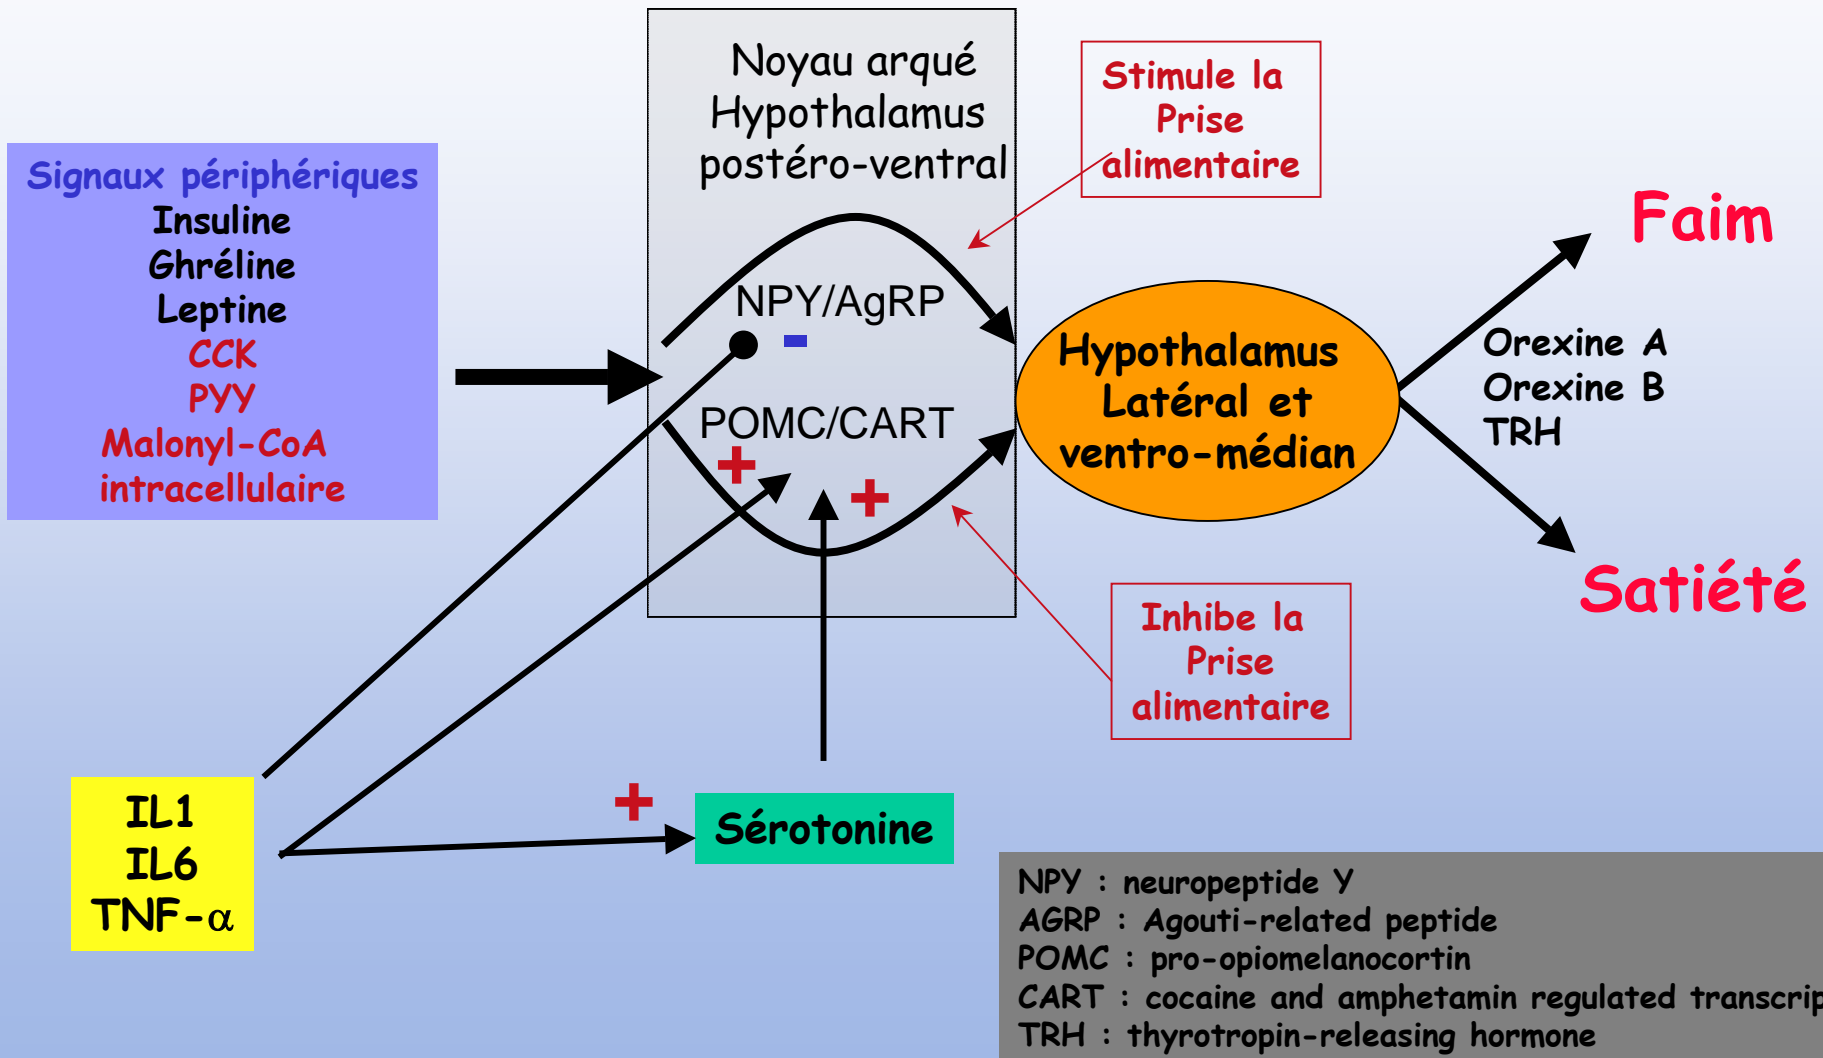 Noyau arqué
Hypothalamus
postéro-ventral
Stimule la
Prise
alimentaire
Signaux périphériques
Insuline
Ghréline
Leptine
CCK
PYY
Malonyl-CoA
intracellulaire
NPY/AgRP
-
POMC/CART
+
+
Hypothalamus
Latéral et
ventro-médian
Faim
Orexine A
Orexine B
TRH
Satiété
Inhibe la
Prise
alimentaire
IL1
IL6
TNF-α
+
Sérotonine
NPY : neuropeptide Y
AGRP : Agouti-related peptide
POMC : pro-opiomelanocortin
CART : cocaine and amphetamin regulated transcrip
TRH : thyrotropin-releasing hormone